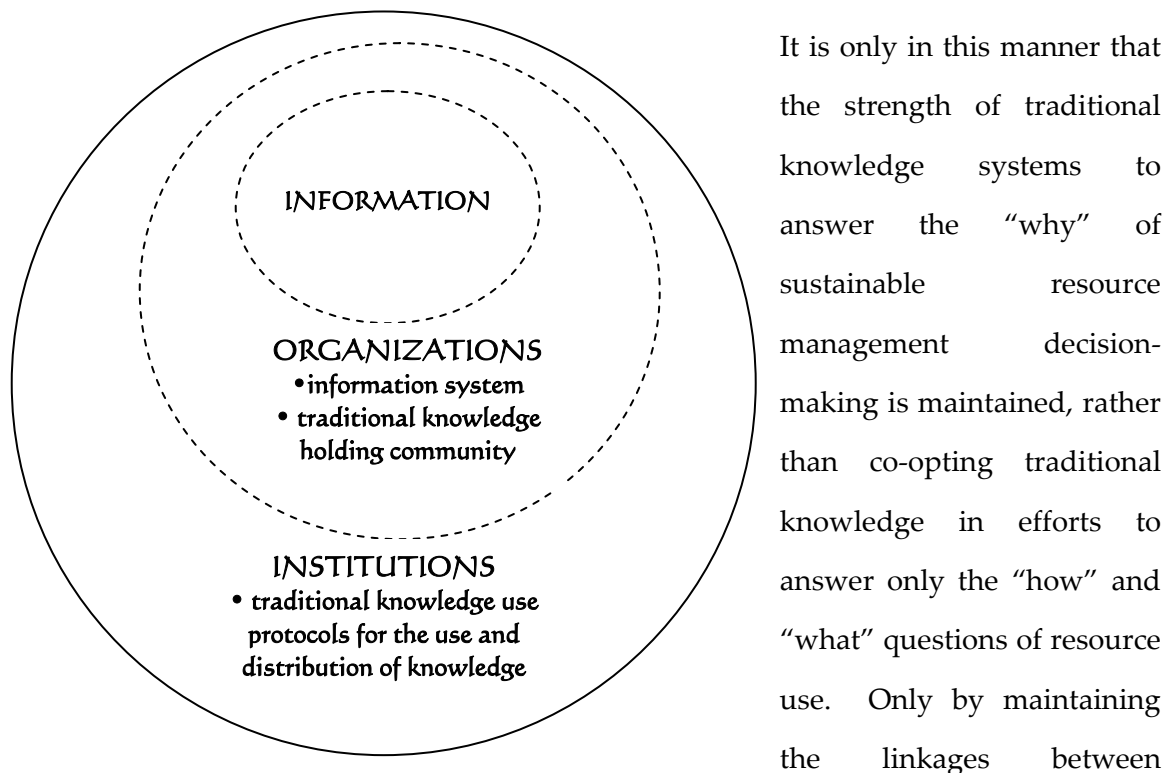 INFORMATION
ORGANIZATIONS
•information system
• traditional knowledge
holding community
INSTITUTIONS
• traditional knowledge use
protocols for the use and
distribution of knowledge
It is only in this manner that
the strength of traditional
knowledge systems to
answer the “why” of
sustainable resource
management decision-
making is maintained, rather
than co-opting traditional
knowledge in efforts to
answer only the “how” and
“what” questions of resource
use. Only by maintaining
the linkages between